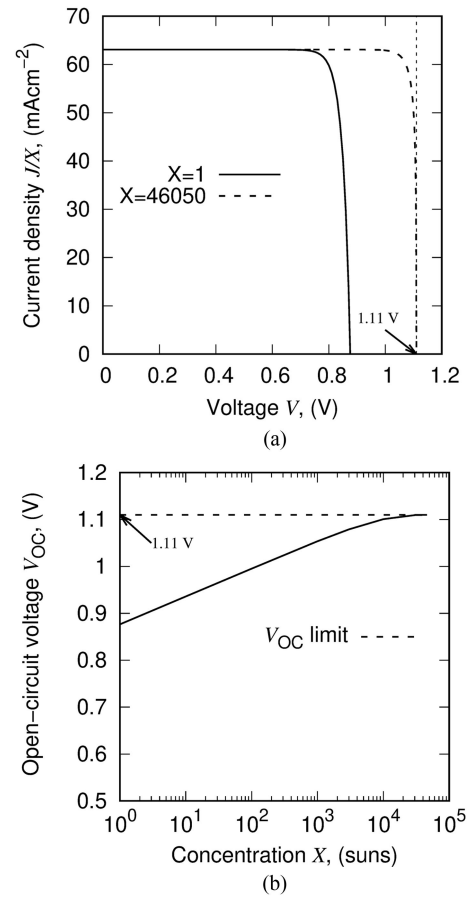 70
60
50
40
30
20
10
0
Current density J/X, (mAcm⁻²)
X=1
X=46050
1.11 V
0 0.2 0.4 0.6 0.8 1 1.2
Voltage V, (V)
(a)
1.2
1.1
1
0.9
0.8
0.7
0.6
0.5
Open−circuit voltage V_OC, (V)
1.11 V
V_OC limit
10⁰ 10¹ 10² 10³ 10⁴ 10⁵
Concentration X, (suns)
(b)